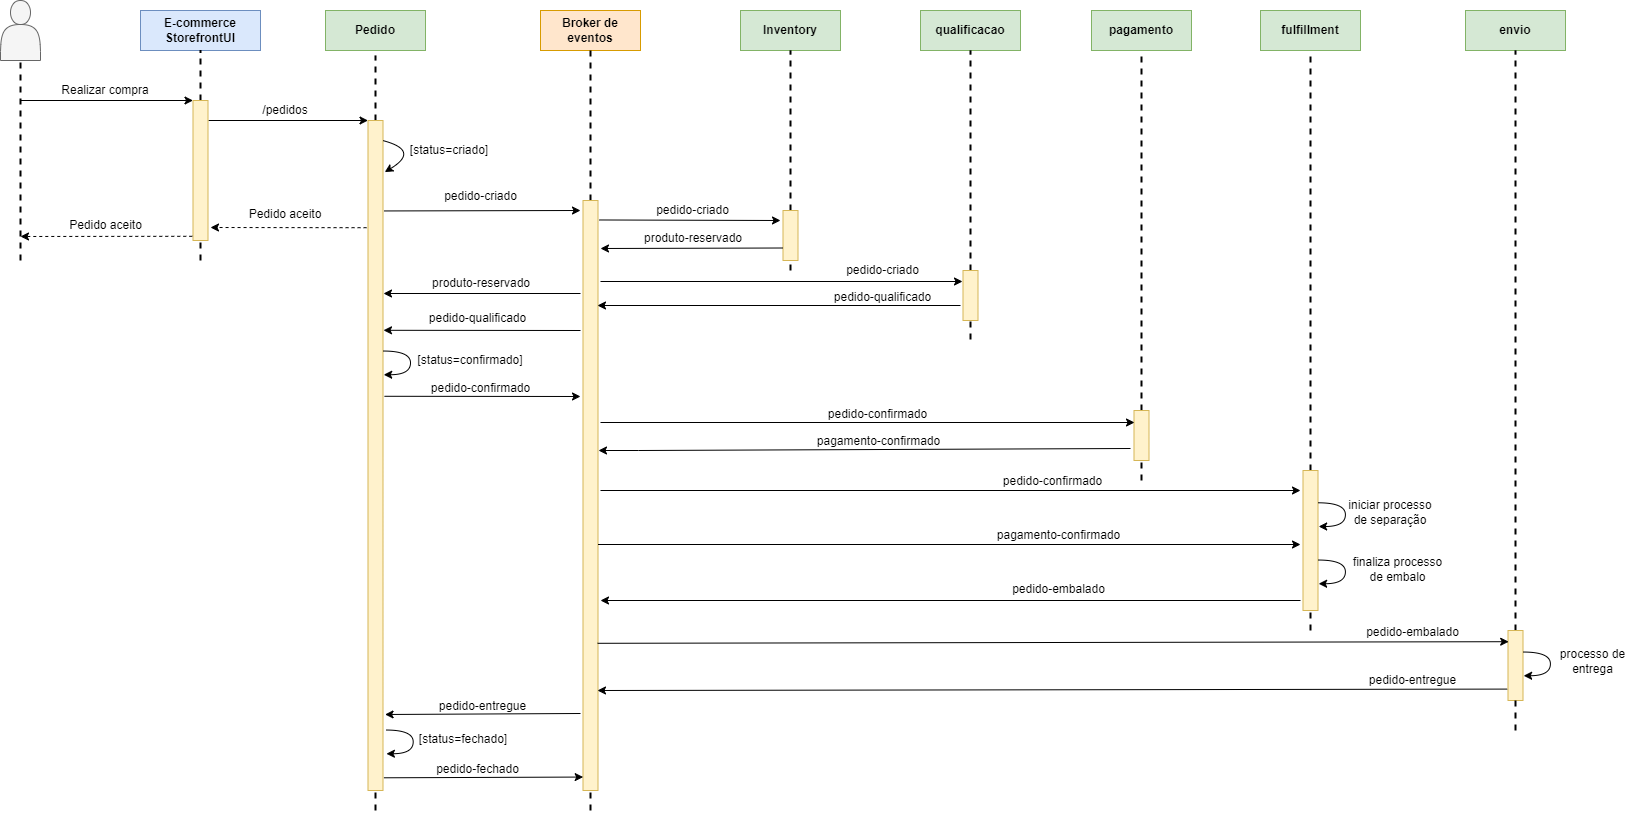 E-commerce
StorefrontUI
Pedido
Broker de
eventos
Inventory
qualificacao
pagamento
fulfillment
envio
Realizar compra
/pedidos
[status=criado]
pedido-criado
pedido-criado
Pedido aceito
Pedido aceito
produto-reservado
pedido-criado
produto-reservado
pedido-qualificado
pedido-qualificado
[status=confirmado]
pedido-confirmado
pedido-confirmado
pagamento-confirmado
pedido-confirmado
iniciar processo
de separação
pagamento-confirmado
finaliza processo
de embalo
pedido-embalado
pedido-embalado
processo de
entrega
pedido-entregue
pedido-entregue
[status=fechado]
pedido-fechado